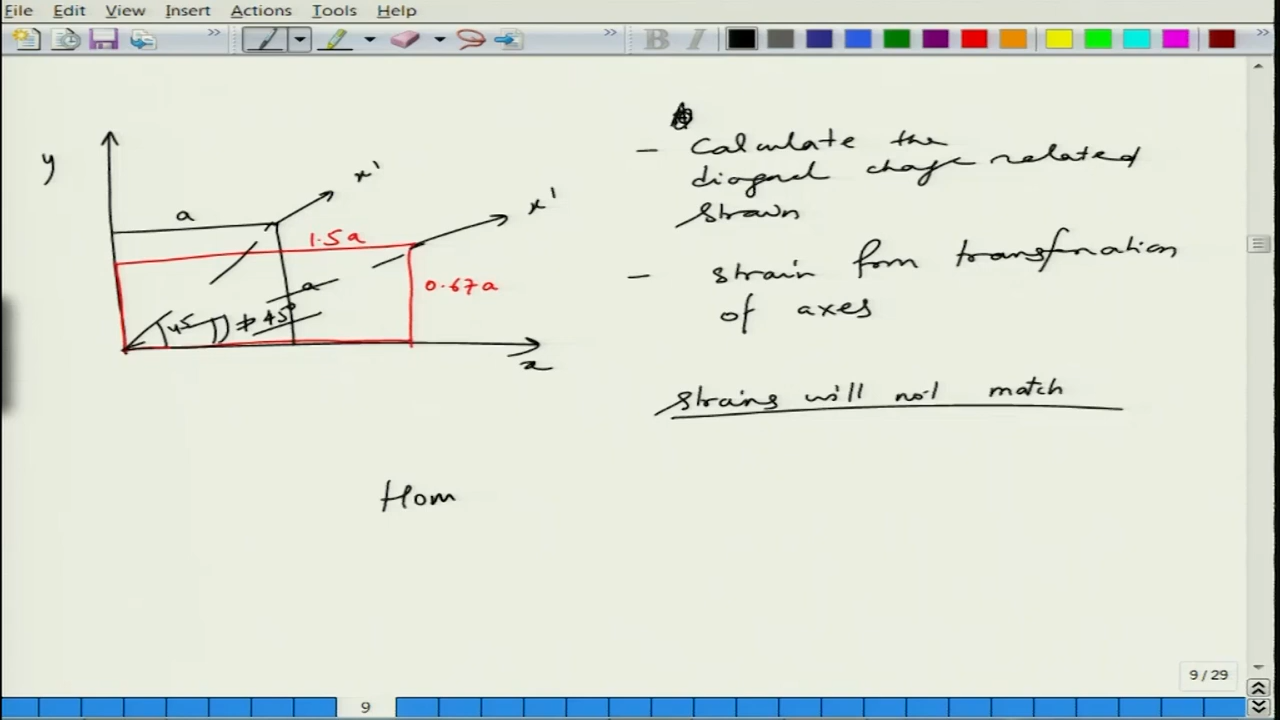 File Edit View Insert Actions Tools Help
B I
y
a
x'
x'
1.5a
a
0.67a
45
≠ 45°
x
- Calculate the
diagonal change related
strain
- strain from transformation
of axes
strains will not match
Hom
9 / 29
9